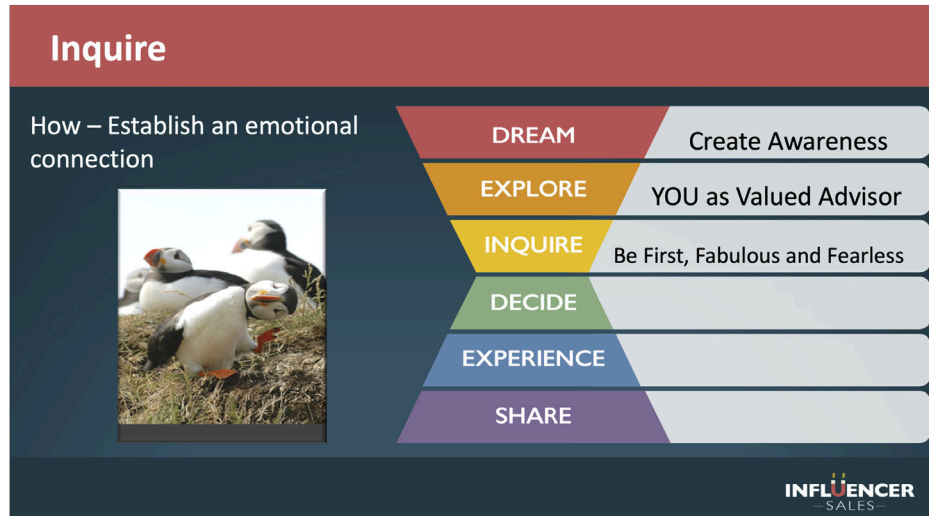 Inquire
How – Establish an emotional
connection
DREAM
Create Awareness
EXPLORE
YOU as Valued Advisor
INQUIRE
Be First, Fabulous and Fearless
DECIDE
EXPERIENCE
SHARE
INFLÜENCER
–SALES–